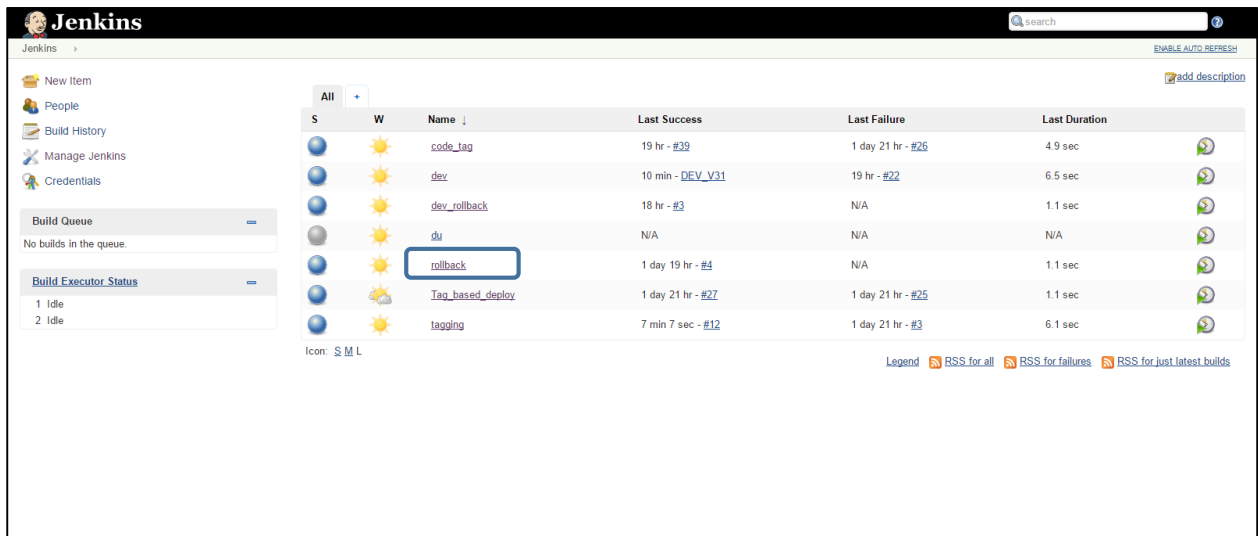 Jenkins
search
Jenkins
ENABLE AUTO REFRESH
New Item
People
Build History
Manage Jenkins
Credentials
Build Queue
No builds in the queue.
Build Executor Status
1 Idle
2 Idle
add description
All +
S W Name ↓ Last Success Last Failure Last Duration
code_tag 19 hr - #39 1 day 21 hr - #26 4.9 sec
dev 10 min - DEV_V31 19 hr - #22 6.5 sec
dev_rollback 18 hr - #3 N/A 1.1 sec
du N/A N/A N/A
rollback 1 day 19 hr - #4 N/A 1.1 sec
Tag_based_deploy 1 day 21 hr - #27 1 day 21 hr - #25 1.1 sec
tagging 7 min 7 sec - #12 1 day 21 hr - #3 6.1 sec
Icon: S M L
Legend RSS for all RSS for failures RSS for just latest builds